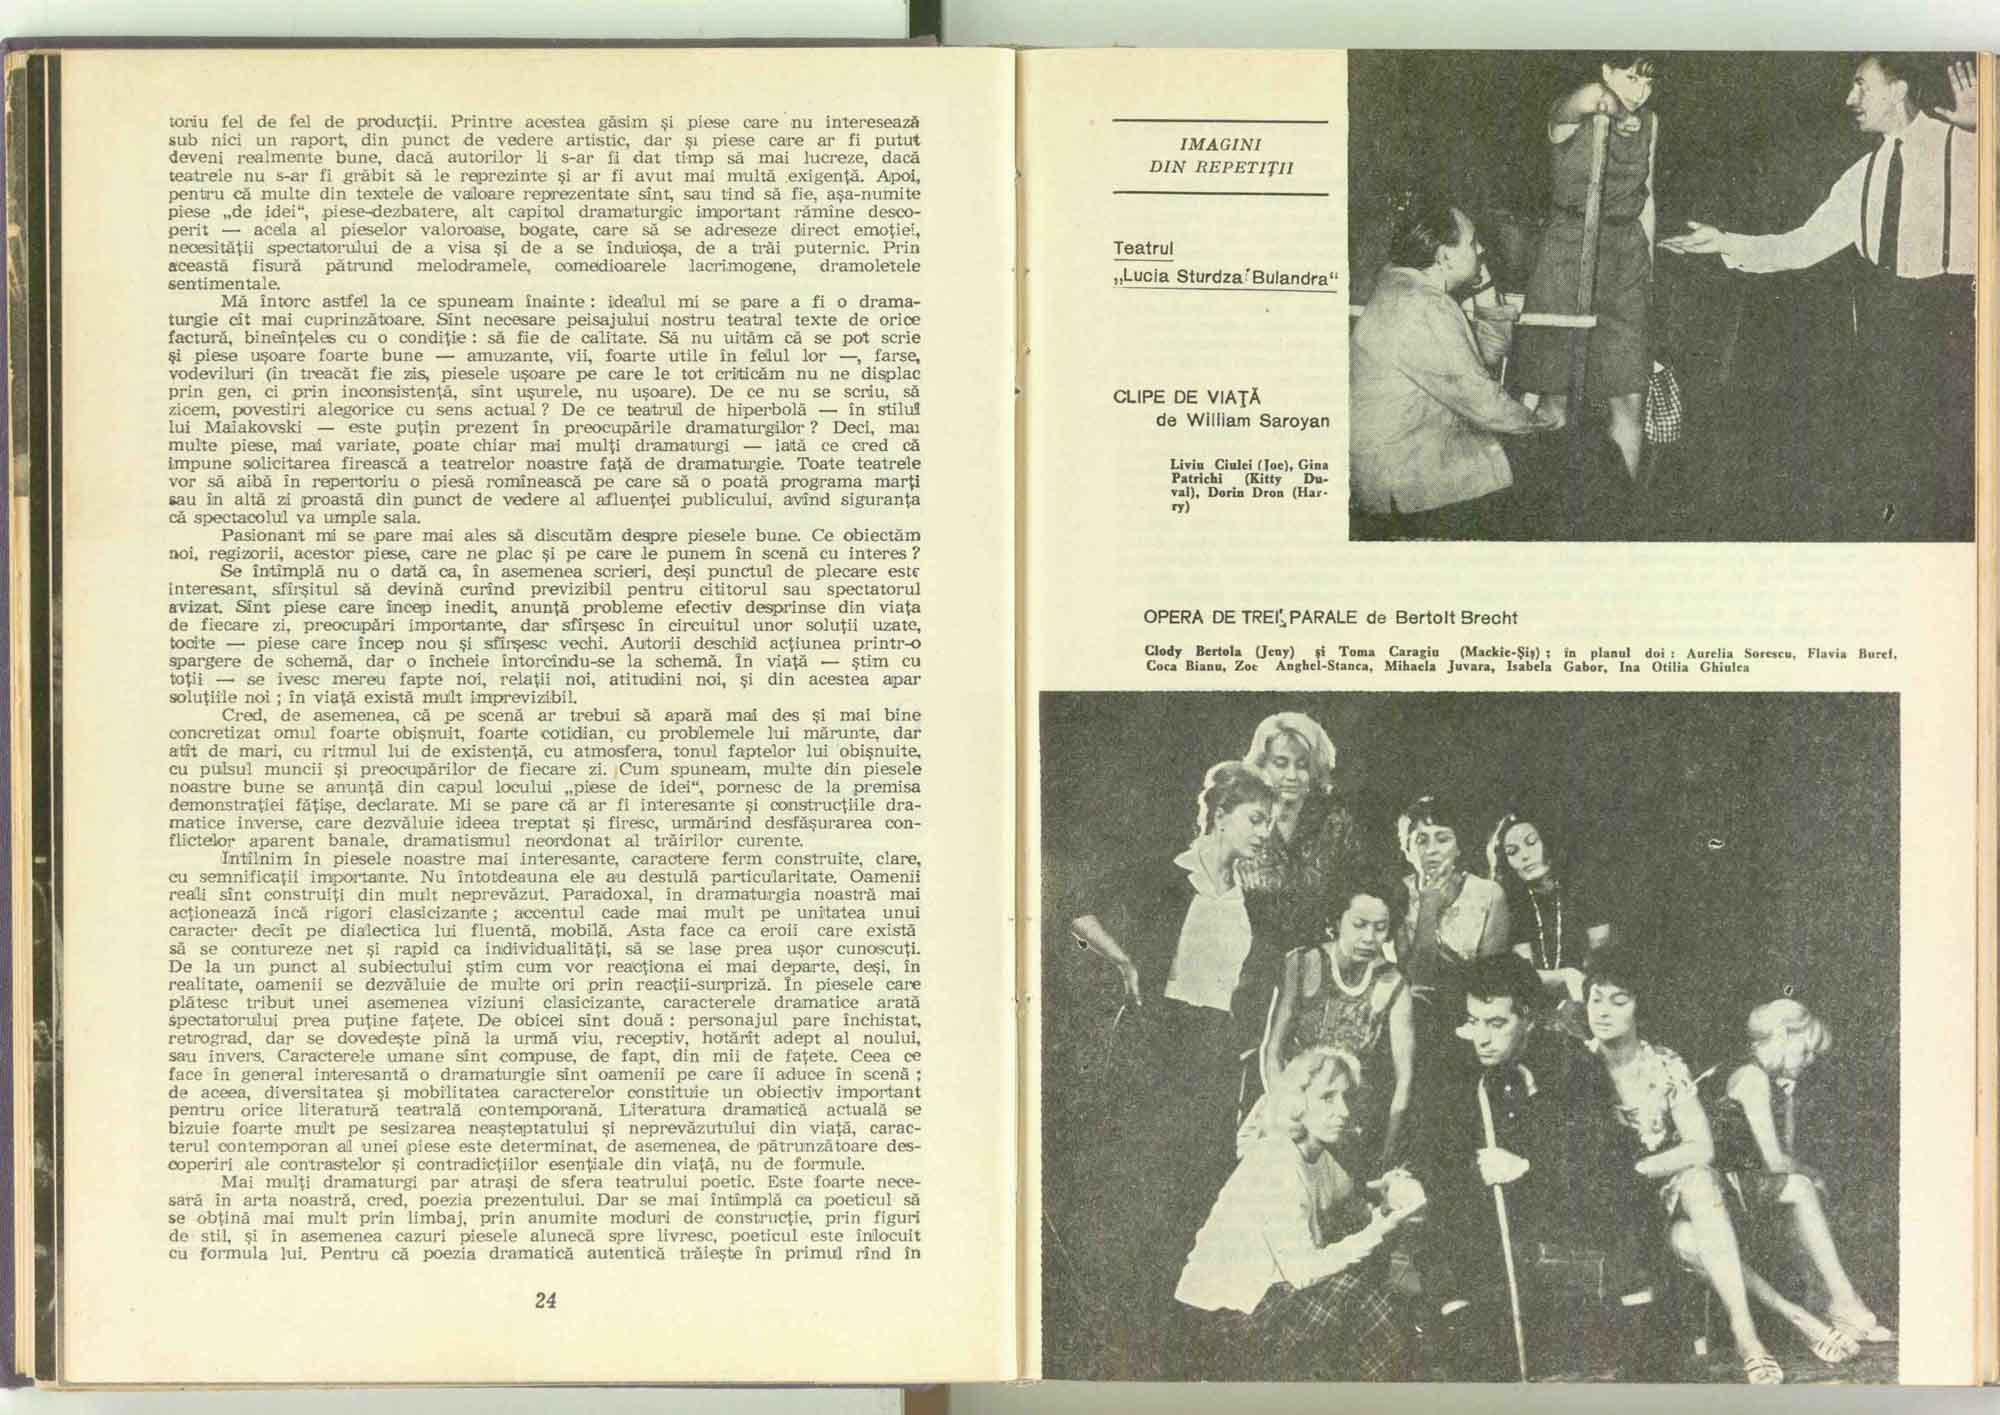 toriu fel de fel de producții. Printre acestea găsim și piese care nu interesează
sub nici un raport, din punct de vedere artistic, dar și piese care ar fi putut
deveni realmente bune, dacă autorilor li s-ar fi dat timp să mai lucreze, dacă
teatrele nu s-ar fi grăbit să le reprezinte și ar fi avut mai multă exigență. Apoi,
pentru că multe din textele de valoare reprezentate sînt, sau tind să fie, așa-numite
piese „de idei“, piese-dezbatere, alt capitol dramaturgic important rămîne desco-
perit — acela al pieselor valoroase, bogate, care să se adreseze direct emoției,
necesității spectatorului de a visa și de a se înduioșa, de a trăi puternic. Prin
această fisură pătrund melodramele, comedioarele lacrimogene, dramoletele
sentimentale.
Mă întorc astfel la ce spuneam înainte : idealul mi se pare a fi o drama-
turgie cît mai cuprinzătoare. Sînt necesare peisajului nostru teatral texte de orice
factură, bineînțeles cu o condiție : să fie de calitate. Să nu uităm că se pot scrie
și piese ușoare foarte bune — amuzante, vii, foarte utile în felul lor —, farse,
vodeviluri (în treacăt fie zis, piesele ușoare pe care le tot criticăm nu ne displac
prin gen, ci prin inconsistență, sînt ușurele, nu ușoare). De ce nu se scriu, să
zicem, povestiri alegorice cu sens actual ? De ce teatrul de hiperbolă — în stilul
lui Maiakovski — este puțin prezent în preocupările dramaturgilor ? Deci, mai
multe piese, mai variate, poate chiar mai mulți dramaturgi — iată ce cred că
impune solicitarea firească a teatrelor noastre față de dramaturgie. Toate teatrele
vor să aibă în repertoriu o piesă romînească pe care să o poată programa marți
sau în altă zi proastă din punct de vedere al afluenței publicului, avînd siguranța
că spectacolul va umple sala.
Pasionant mi se pare mai ales să discutăm despre piesele bune. Ce obiectăm
noi, regizorii, acestor piese, care ne plac și pe care le punem în scenă cu interes ?
Se întîmplă nu o dată ca, în asemenea scrieri, deși punctul de plecare este
interesant, sfîrșitul să devină curînd previzibil pentru cititorul sau spectatorul
avizat. Sînt piese care încep inedit, anunță probleme efectiv desprinse din viața
de fiecare zi, preocupări importante, dar sfîrșesc în circuitul unor soluții uzate,
tocite — piese care încep nou și sfîrșesc vechi. Autorii deschid acțiunea printr-o
spargere de schemă, dar o încheie întorcîndu-se la schemă. În viață — știm cu
toții — se ivesc mereu fapte noi, relații noi, atitudini noi, și din acestea apar
soluțiile noi ; în viață există mult imprevizibil.
Cred, de asemenea, că pe scenă ar trebui să apară mai des și mai bine
concretizat omul foarte obișnuit, foarte cotidian, cu problemele lui mărunte, dar
atît de mari, cu ritmul lui de existență, cu atmosfera, tonul faptelor lui obișnuite,
cu pulsul muncii și preocupărilor de fiecare zi. Cum spuneam, multe din piesele
noastre bune se anunță din capul locului „piese de idei“, pornesc de la premisa
demonstrației fățișe, declarate. Mi se pare că ar fi interesante și construcțiile dra-
matice inverse, care dezvăluie ideea treptat și firesc, urmărind desfășurarea con-
flictelor aparent banale, dramatismul neordonat al trăirilor curente.
Intîlnim în piesele noastre mai interesante, caractere ferm construite, clare,
cu semnificații importante. Nu întotdeauna ele au destulă particularitate. Oamenii
reali sînt construiți din mult neprevăzut. Paradoxal, în dramaturgia noastră mai
acționează încă rigori clasicizante ; accentul cade mai mult pe unitatea unui
caracter decît pe dialectica lui fluentă, mobilă. Asta face ca eroii care există
să se contureze net și rapid ca individualități, să se lase prea ușor cunoscuți.
De la un punct al subiectului știm cum vor reacționa ei mai departe, deși, în
realitate, oamenii se dezvăluie de multe ori prin reacții-surpriză. În piesele care
plătesc tribut unei asemenea viziuni clasicizante, caracterele dramatice arată
spectatorului prea puține fațete. De obicei sînt două : personajul pare închistat,
retrograd, dar se dovedește pînă la urmă viu, receptiv, hotărît adept al noului,
sau invers. Caracterele umane sînt compuse, de fapt, din mii de fațete. Ceea ce
face în general interesantă o dramaturgie sînt oamenii pe care îi aduce în scenă ;
de aceea, diversitatea și mobilitatea caracterelor constituie un obiectiv important
pentru orice literatură teatrală contemporană. Literatura dramatică actuală se
bizuie foarte mult pe sesizarea neașteptatului și neprevăzutului din viață, carac-
terul contemporan al unei piese este determinat, de asemenea, de pătrunzătoare des-
coperiri ale contrastelor și contradicțiilor esențiale din viață, nu de formule.
Mai mulți dramaturgi par atrași de sfera teatrului poetic. Este foarte nece-
sară în arta noastră, cred, poezia prezentului. Dar se mai întîmplă ca poeticul să
se obțină mai mult prin limbaj, prin anumite moduri de construcție, prin figuri
de stil, și în asemenea cazuri piesele alunecă spre livresc, poeticul este înlocuit
cu formula lui. Pentru că poezia dramatică autentică trăiește în primul rînd în
24
IMAGINI
DIN REPETIȚII
Teatrul
„Lucia Sturdza Bulandra“
CLIPE DE VIAȚĂ
de William Saroyan
Liviu Ciulei (Joe), Gina
Patrichi (Kitty Du-
val), Dorin Dron (Har-
ry)
OPERA DE TREI PARALE de Bertolt Brecht
Clody Bertola (Jeny) și Toma Caragiu (Mackie-Șiș) ; în planul doi : Aurelia Sorescu, Flavia Buref,
Coca Bianu, Zoe Anghel-Stanca, Mihaela Juvara, Isabela Gabor, Ina Otilia Ghiulea